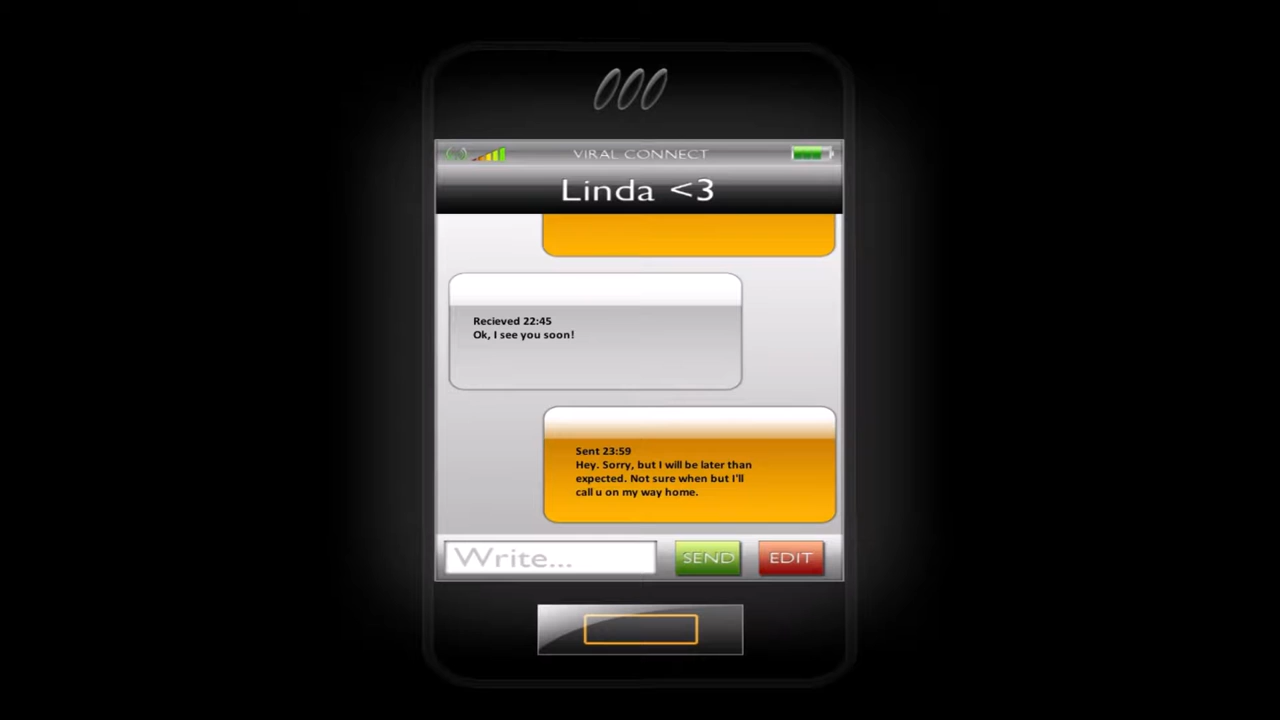 VIRAL CONNECT
Linda <3
Recieved 22:45
Ok, I see you soon!
Sent 23:59
Hey. Sorry, but I will be later than
expected. Not sure when but I'll
call u on my way home.
Write...
SEND
EDIT